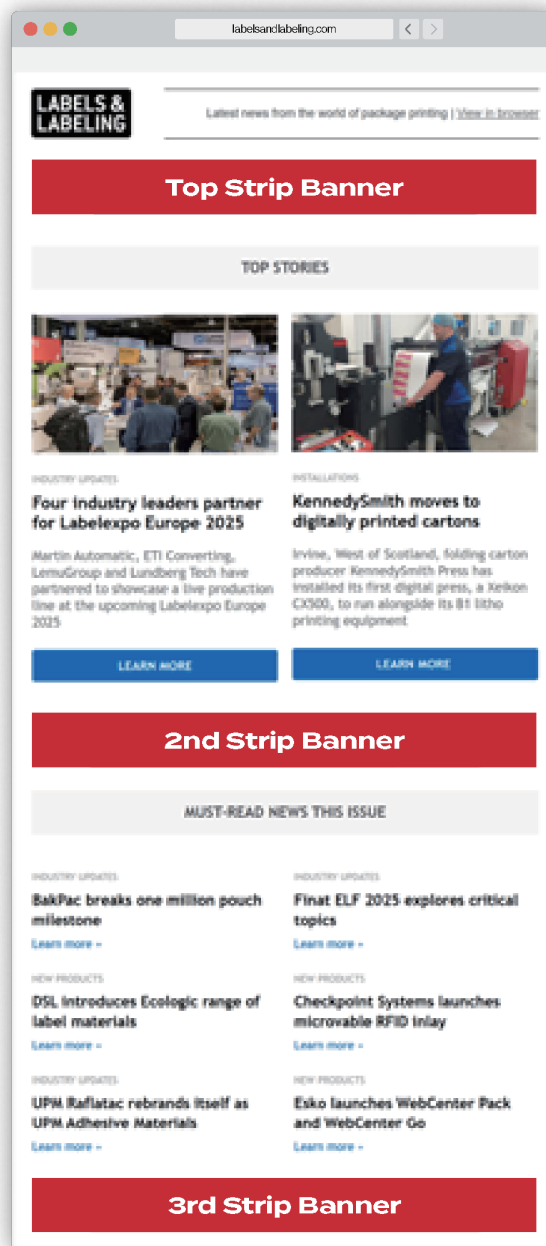 labelsandlabeling.com
LABELS &
LABELING
Latest news from the world of package printing | View in browser
Top Strip Banner
TOP STORIES
INDUSTRY UPDATES
Four industry leaders partner
for Labelexpo Europe 2025
Martin Automatic, ETI Converting,
LemuGroup and Lundberg Tech have
partnered to showcase a live production
line at the upcoming Labelexpo Europe
2025
LEARN MORE
INSTALLATIONS
KennedySmith moves to
digitally printed cartons
Irvine, West of Scotland, folding carton
producer KennedySmith Press has
installed its first digital press, a Xeikon
CX500, to run alongside its B1 litho
printing equipment
LEARN MORE
2nd Strip Banner
MUST-READ NEWS THIS ISSUE
INDUSTRY UPDATES
BakPac breaks one million pouch
milestone
Learn more »
INDUSTRY UPDATES
Finat ELF 2025 explores critical
topics
Learn more »
NEW PRODUCTS
DSL introduces Ecologic range of
label materials
Learn more »
NEW PRODUCTS
Checkpoint Systems launches
microvable RFID inlay
Learn more »
INDUSTRY UPDATES
UPM Raflatac rebrands itself as
UPM Adhesive Materials
Learn more »
NEW PRODUCTS
Esko launches WebCenter Pack
and WebCenter Go
Learn more »
3rd Strip Banner